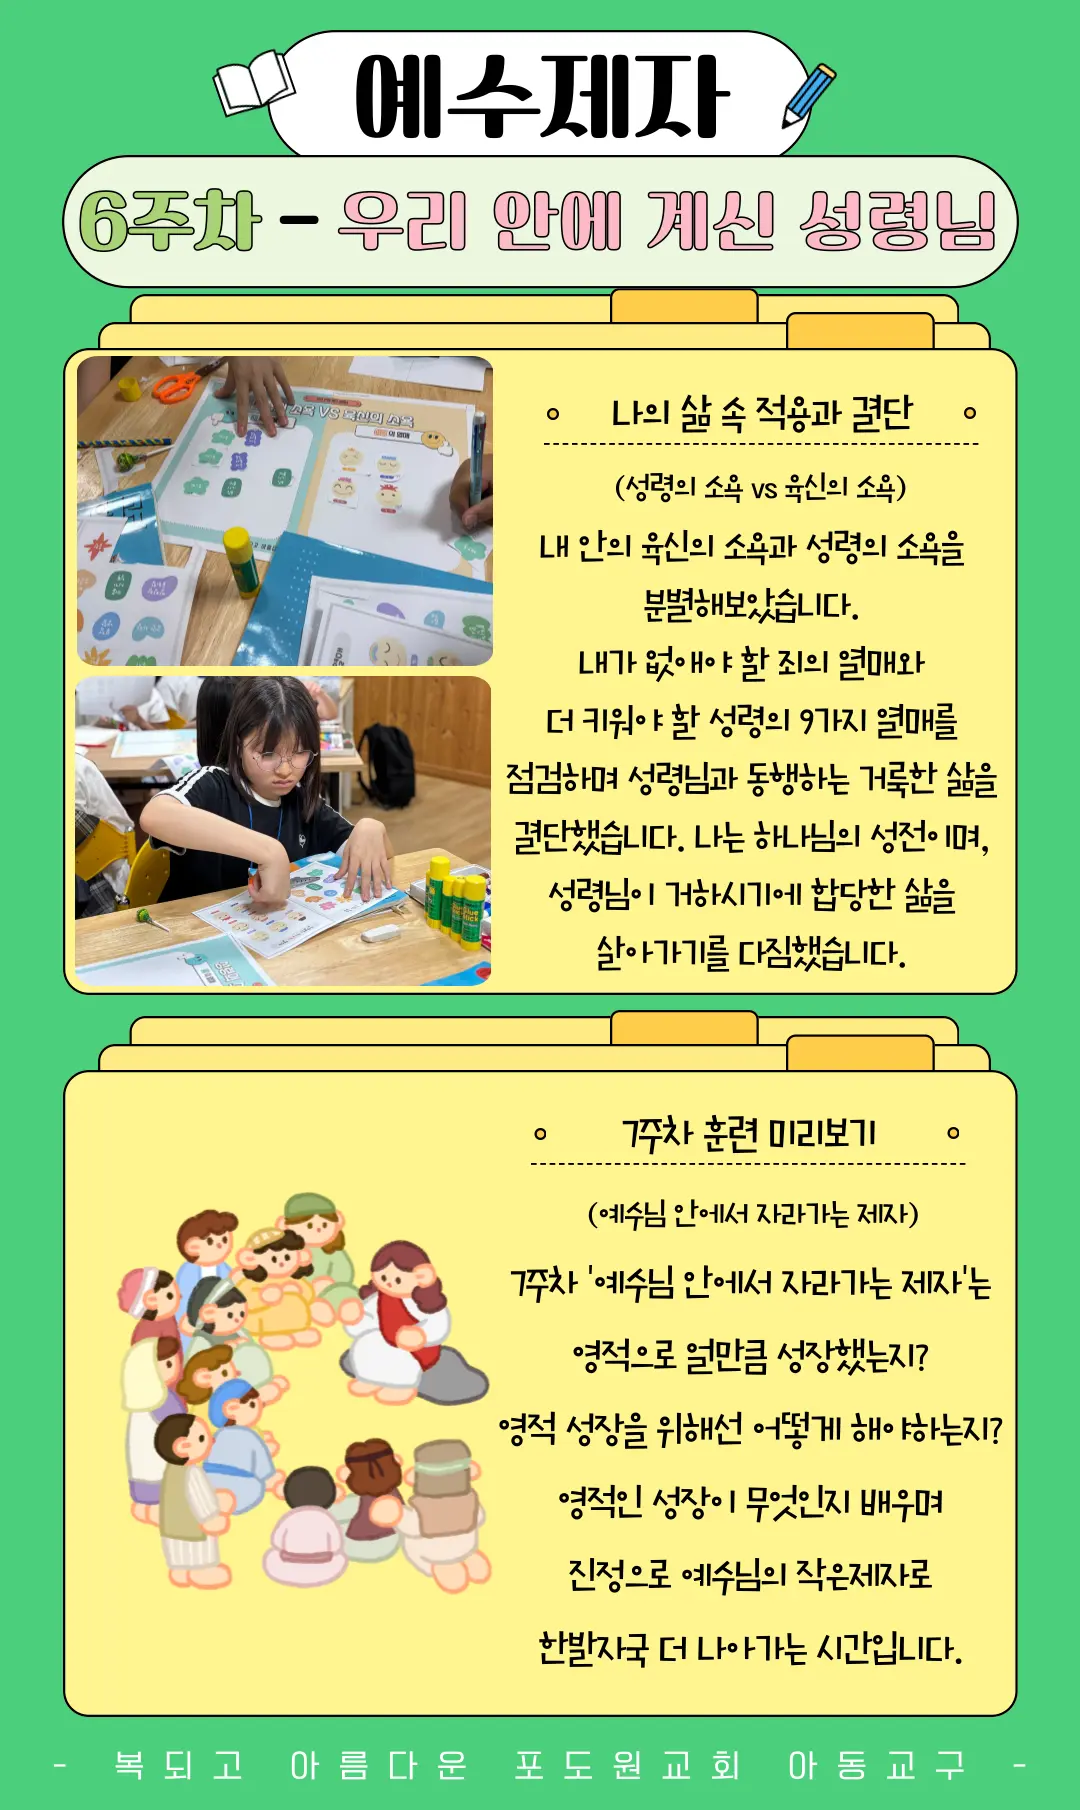 예수제자
6주차 - 우리 안에 계신 성령님
나의 삶 속 적용과 결단
(성령의 소욕 vs 육신의 소욕)
내 안의 육신의 소욕과 성령의 소욕을
분별해보았습니다.
내가 없애야 할 죄의 열매와
더 키워야 할 성령의 9가지 열매를
점검하며 성령님과 동행하는 거룩한 삶을
결단했습니다. 나는 하나님의 성전이며,
성령님이 거하시기에 합당한 삶을
살아가기를 다짐했습니다.
7주차 훈련 미리보기
(예수님 안에서 자라가는 제자)
7주차 '예수님 안에서 자라가는 제자'는
영적으로 얼만큼 성장했는지?
영적 성장을 위해선 어떻게 해야하는지?
영적인 성장이 무엇인지 배우며
진정으로 예수님의 작은제자로
한발자국 더 나아가는 시간입니다.
- 복되고 아름다운 포도원교회 아동교구 -